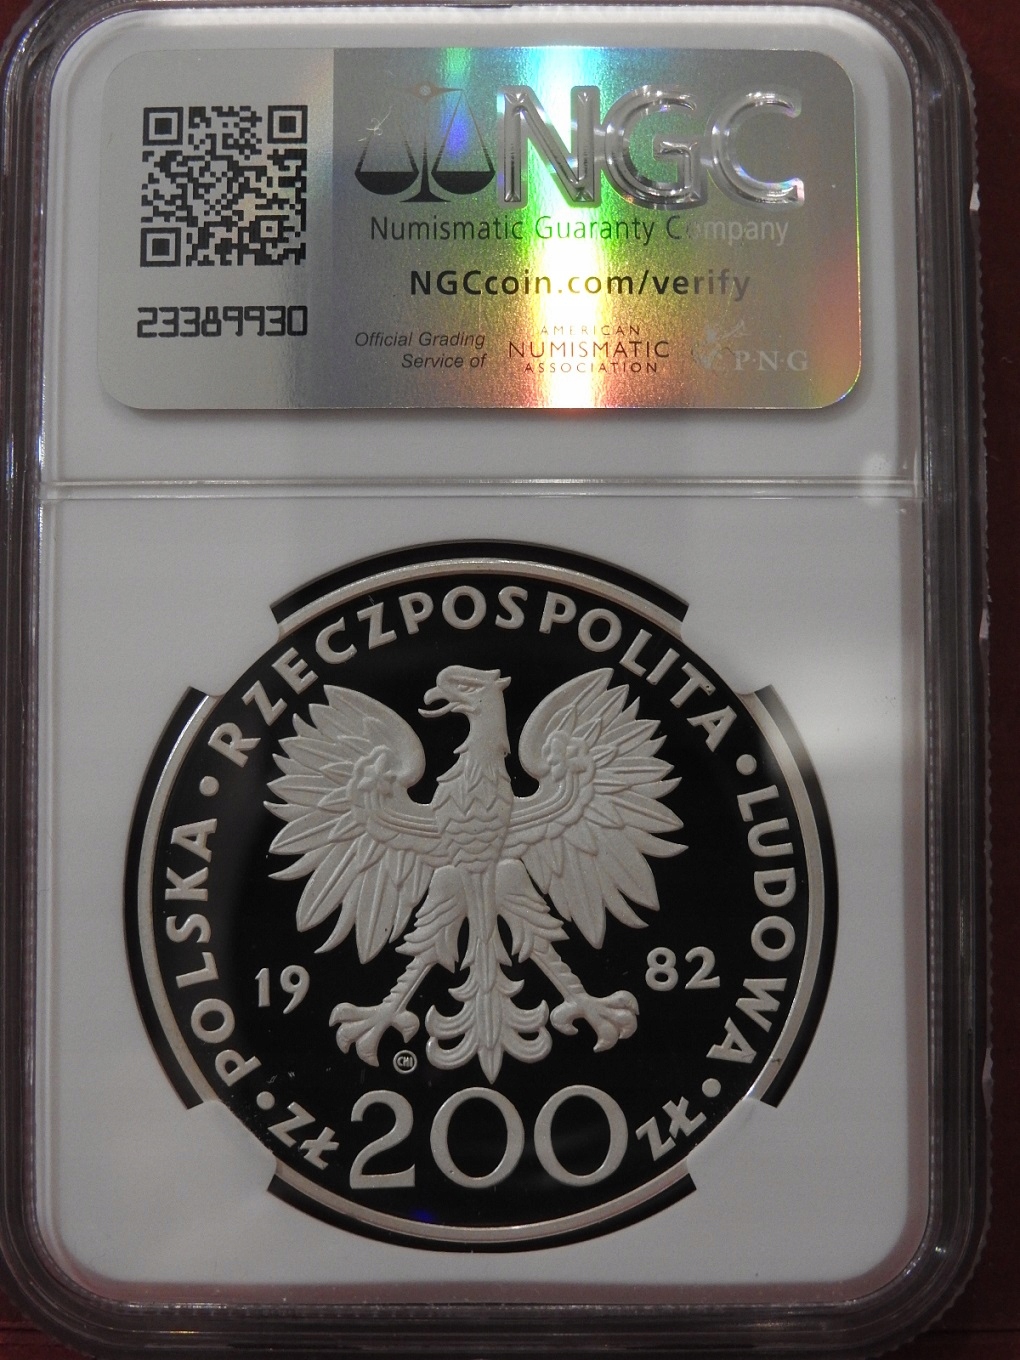 NGC
Numismatic Guaranty Company
NGCcoin.com/verify
23389930
Official Grading
Service of
AMERICAN
NUMISMATIC
ASSOCIATION
PNG
POLSKA • RZECZPOSPOLITA • LUDOWA
19 82
CHI
ZŁ 200 ZŁ